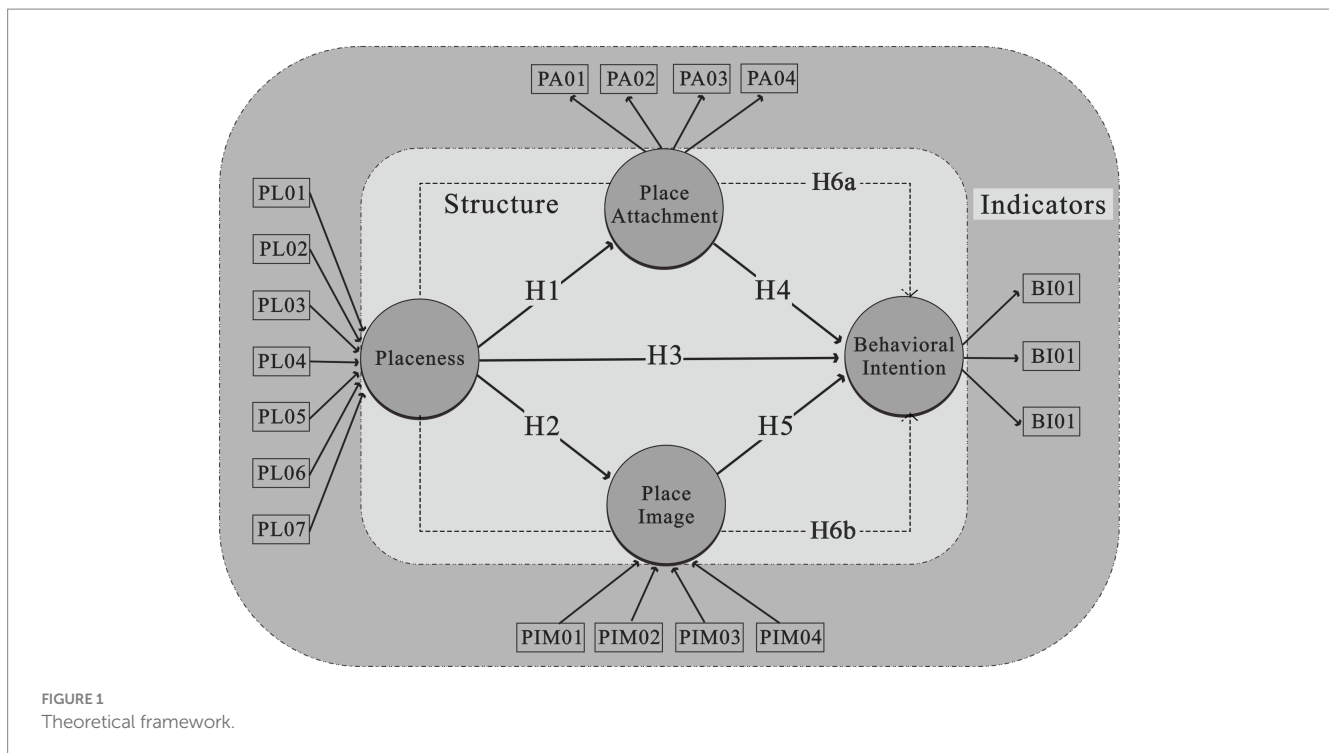 PA01 PA02 PA03 PA04
PL01
PL02
PL03
PL04
PL05
PL06
PL07
Structure
Place
Attachment
H6a
Indicators
H1
H4
Placeness
H3
Behavioral
Intention
BI01
BI01
BI01
H2
H5
Place
Image
H6b
PIM01 PIM02 PIM03 PIM04
FIGURE 1
Theoretical framework.